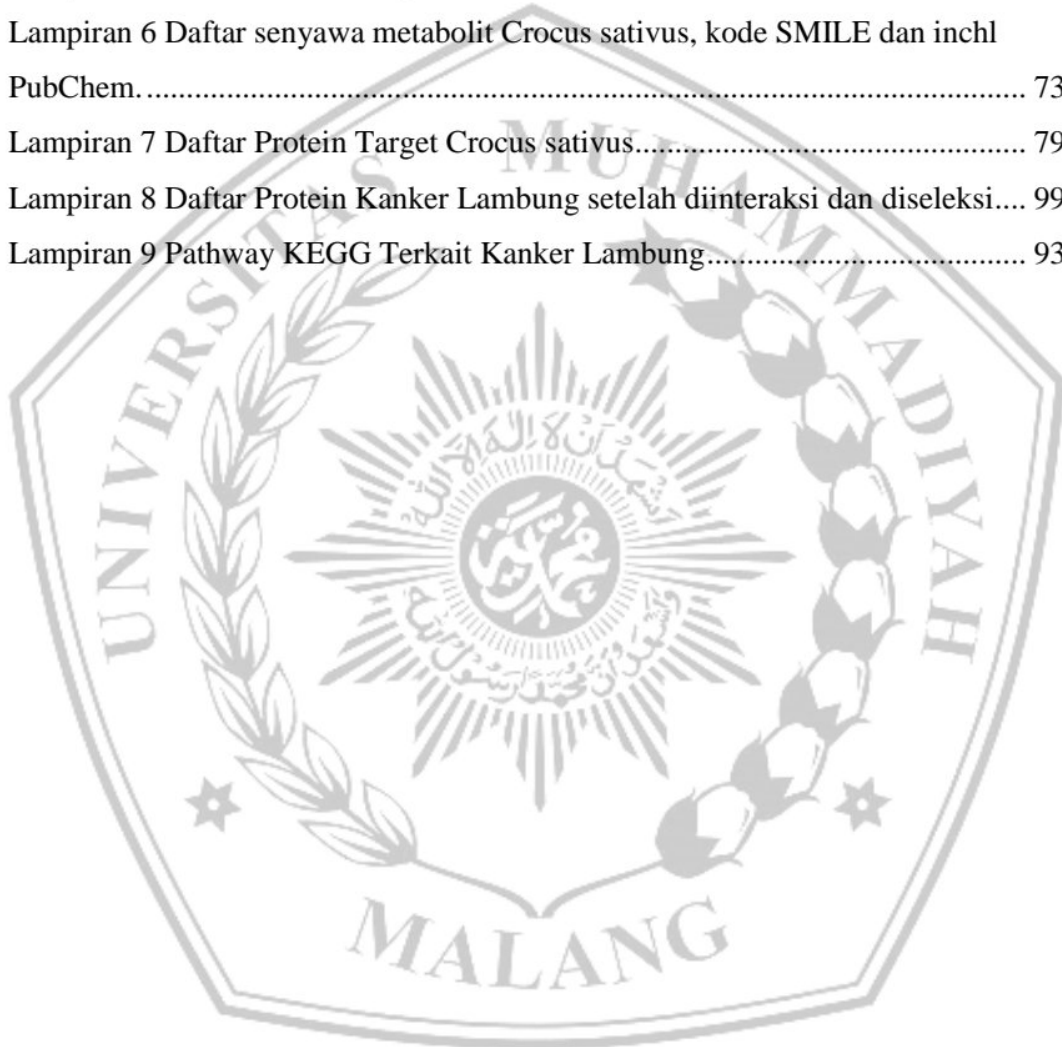 Lampiran 6 Daftar senyawa metabolit Crocus sativus, kode SMILE dan inchl
PubChem. ............................................................................................................. 73
Lampiran 7 Daftar Protein Target Crocus sativus................................................. 79
Lampiran 8 Daftar Protein Kanker Lambung setelah diinteraksi dan diseleksi.... 99
Lampiran 9 Pathway KEGG Terkait Kanker Lambung........................................ 93
UNIVERSITAS MUHAMMADIYAH
MALANG